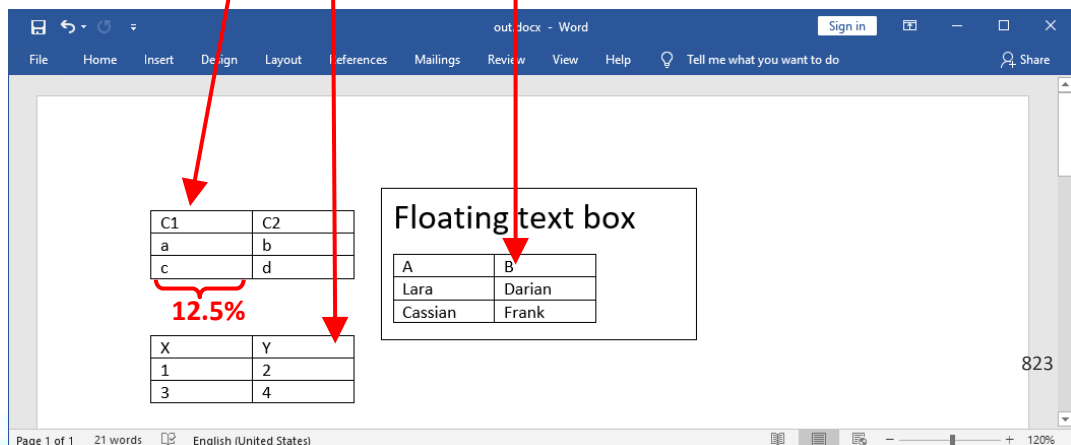 out.docx - Word
Sign in
File Home Insert Design Layout References Mailings Review View Help Tell me what you want to do Share
C1 C2
a b
c d
12.5%
X Y
1 2
3 4
Floating text box
A B
Lara Darian
Cassian Frank
823
Page 1 of 1 21 words English (United States) 120%